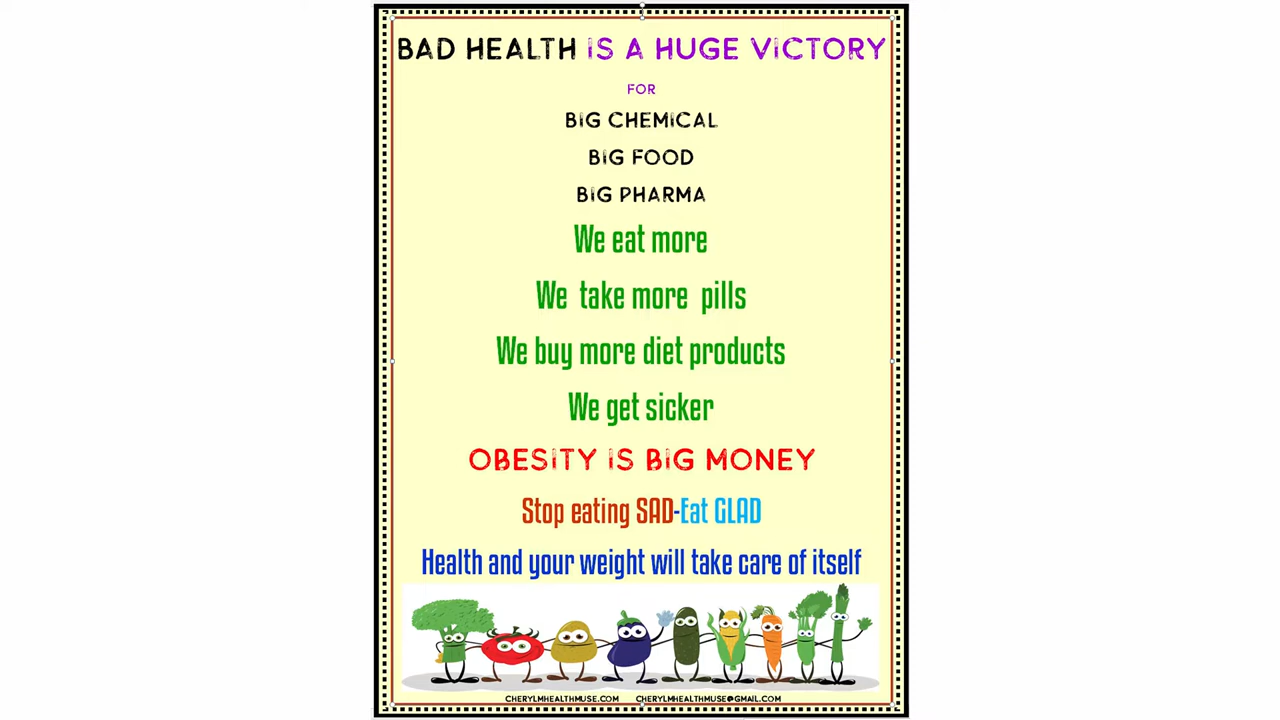 BAD HEALTH IS A HUGE VICTORY
FOR
BIG CHEMICAL
BIG FOOD
BIG PHARMA
We eat more
We take more pills
We buy more diet products
We get sicker
OBESITY IS BIG MONEY
Stop eating SAD-Eat GLAD
Health and your weight will take care of itself
CHERYLMHEALTHMUSE.COM CHERYLMHEALTHMUSE@GMAIL.COM